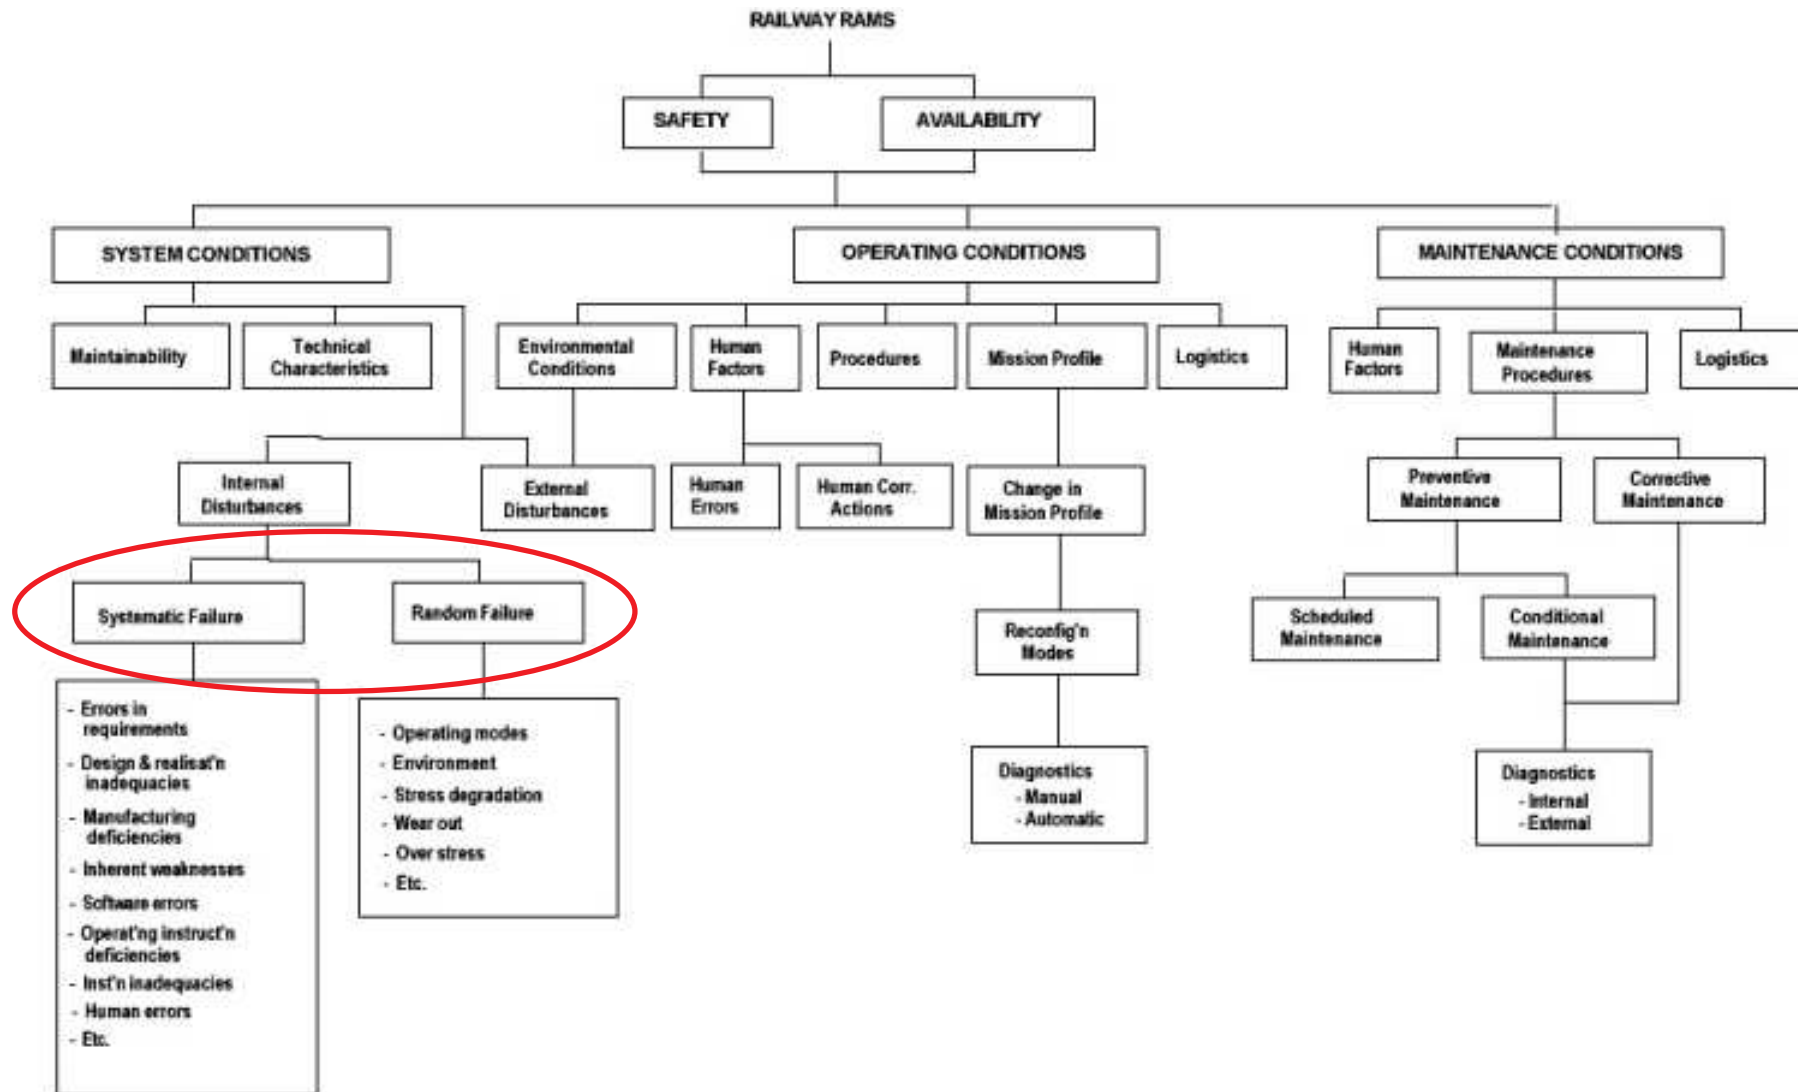 RAILWAY RAMS
SAFETY
AVAILABILITY
SYSTEM CONDITIONS
OPERATING CONDITIONS
MAINTENANCE CONDITIONS
Maintainability
Technical
Characteristics
Environmental
Conditions
Human
Factors
Procedures
Mission Profile
Logistics
Human
Factors
Maintenance
Procedures
Logistics
Internal
Disturbances
External
Disturbances
Human
Errors
Human Corr.
Actions
Change in
Mission Profile
Preventive
Maintenance
Corrective
Maintenance
Systematic Failure
Random Failure
Reconfig'n
Modes
Scheduled
Maintenance
Conditional
Maintenance
- Errors in
requirements
- Design & realisat'n
inadequacies
- Manufacturing
deficiencies
- Inherent weaknesses
- Software errors
- Operat'ng instruct'n
deficiencies
- Inst'n inadequacies
- Human errors
- Etc.
- Operating modes
- Environment
- Stress degradation
- Wear out
- Over stress
- Etc.
Diagnostics
- Manual
- Automatic
Diagnostics
- Internal
- External